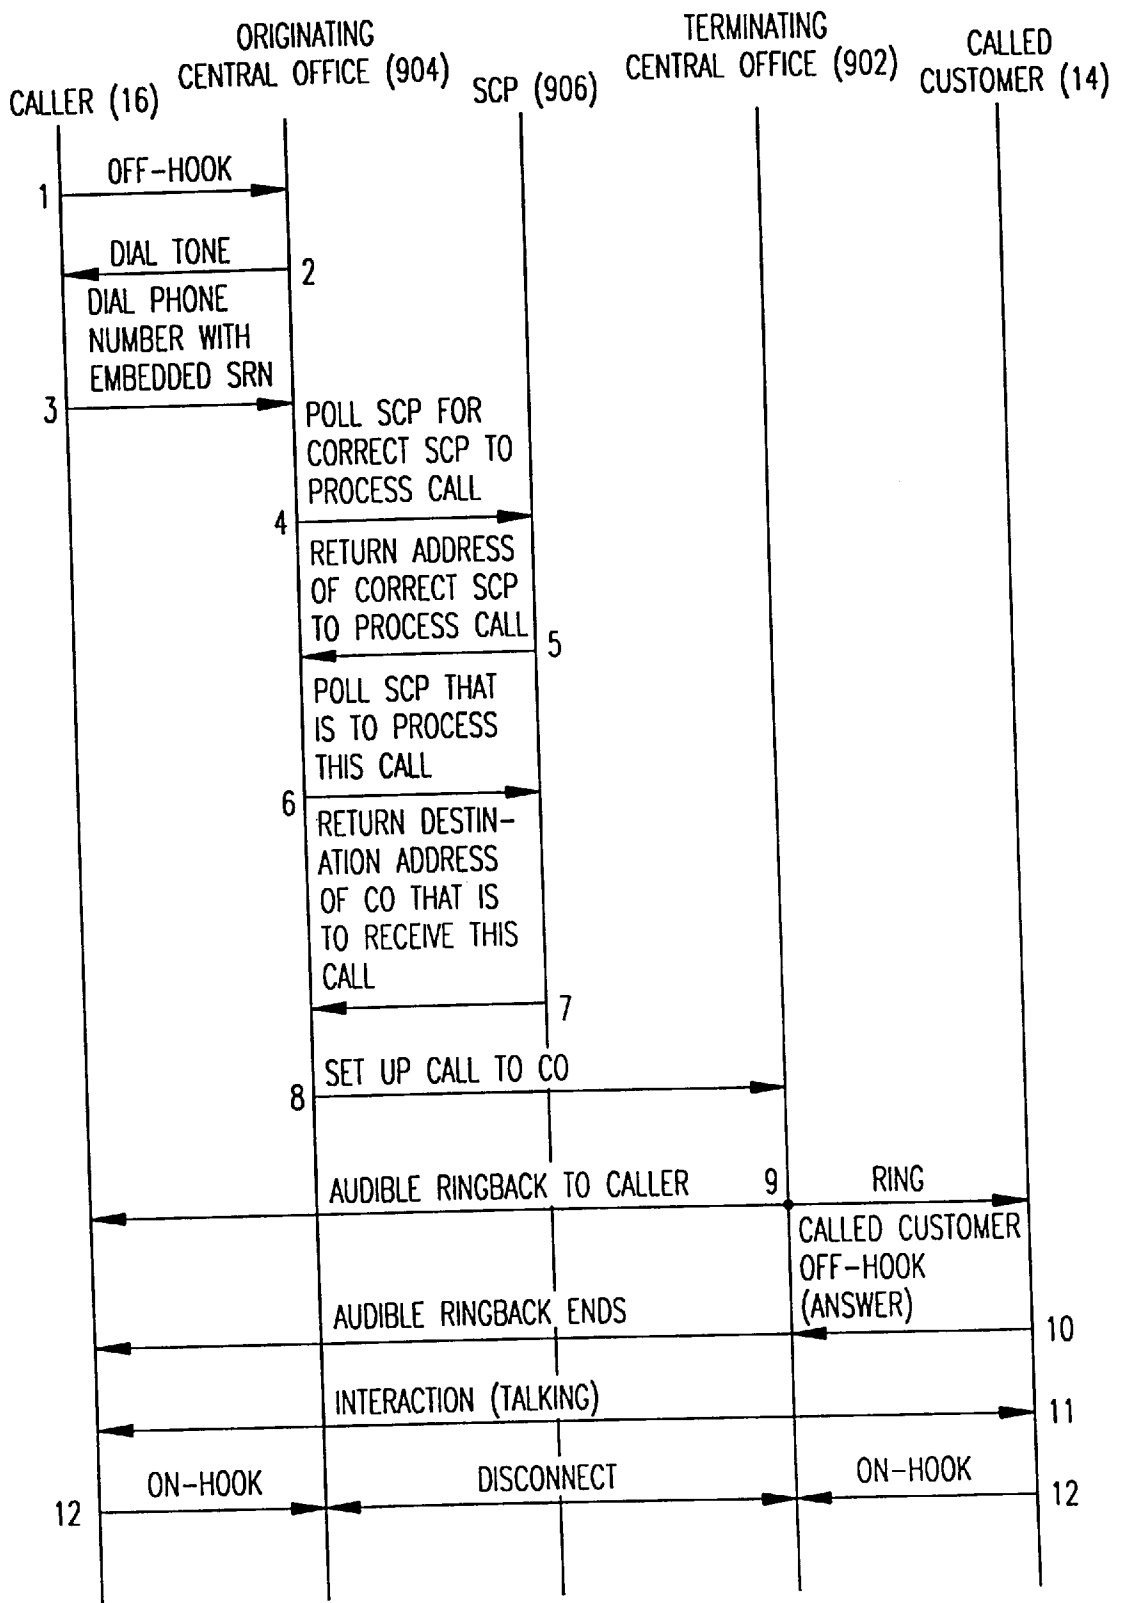 ORIGINATING
CENTRAL OFFICE (904)
TERMINATING
CENTRAL OFFICE (902)
CALLED
CUSTOMER (14)
CALLER (16)
SCP (906)
OFF-HOOK
1
DIAL TONE
2
DIAL PHONE
NUMBER WITH
EMBEDDED SRN
3
POLL SCP FOR
CORRECT SCP TO
PROCESS CALL
4
RETURN ADDRESS
OF CORRECT SCP
TO PROCESS CALL
5
POLL SCP THAT
IS TO PROCESS
THIS CALL
6
RETURN DESTIN-
ATION ADDRESS
OF CO THAT IS
TO RECEIVE THIS
CALL
7
SET UP CALL TO CO
8
AUDIBLE RINGBACK TO CALLER
9
RING
CALLED CUSTOMER
OFF-HOOK
(ANSWER)
AUDIBLE RINGBACK ENDS
10
INTERACTION (TALKING)
11
ON-HOOK
DISCONNECT
ON-HOOK
12
12